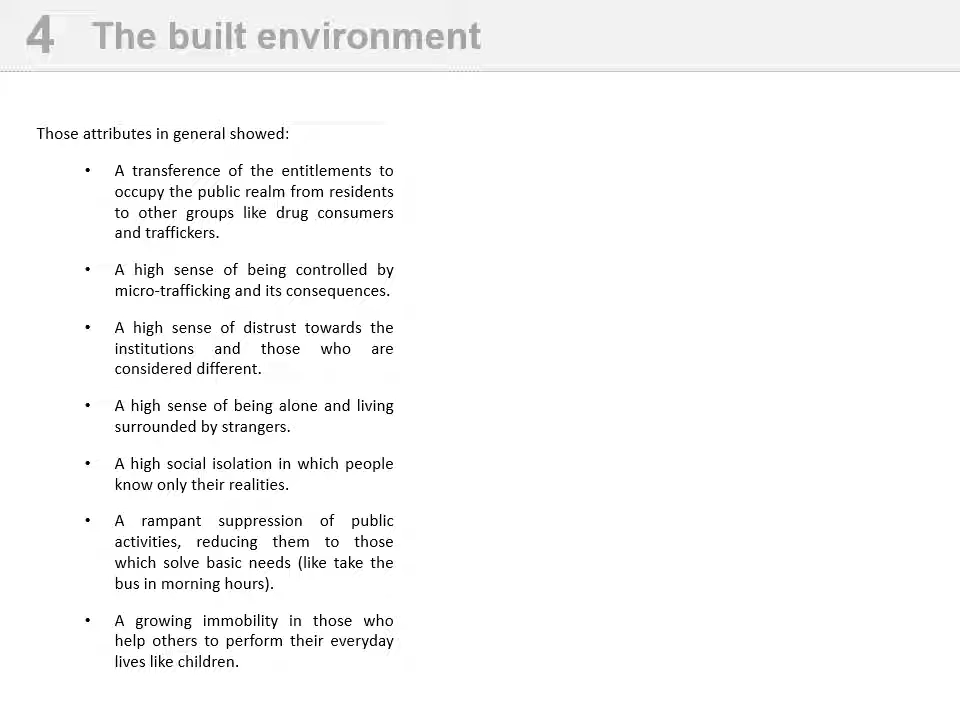 4 The built environment
Those attributes in general showed:
• A transference of the entitlements to
occupy the public realm from residents
to other groups like drug consumers
and traffickers.
• A high sense of being controlled by
micro-trafficking and its consequences.
• A high sense of distrust towards the
institutions and those who are
considered different.
• A high sense of being alone and living
surrounded by strangers.
• A high social isolation in which people
know only their realities.
• A rampant suppression of public
activities, reducing them to those
which solve basic needs (like take the
bus in morning hours).
• A growing immobility in those who
help others to perform their everyday
lives like children.